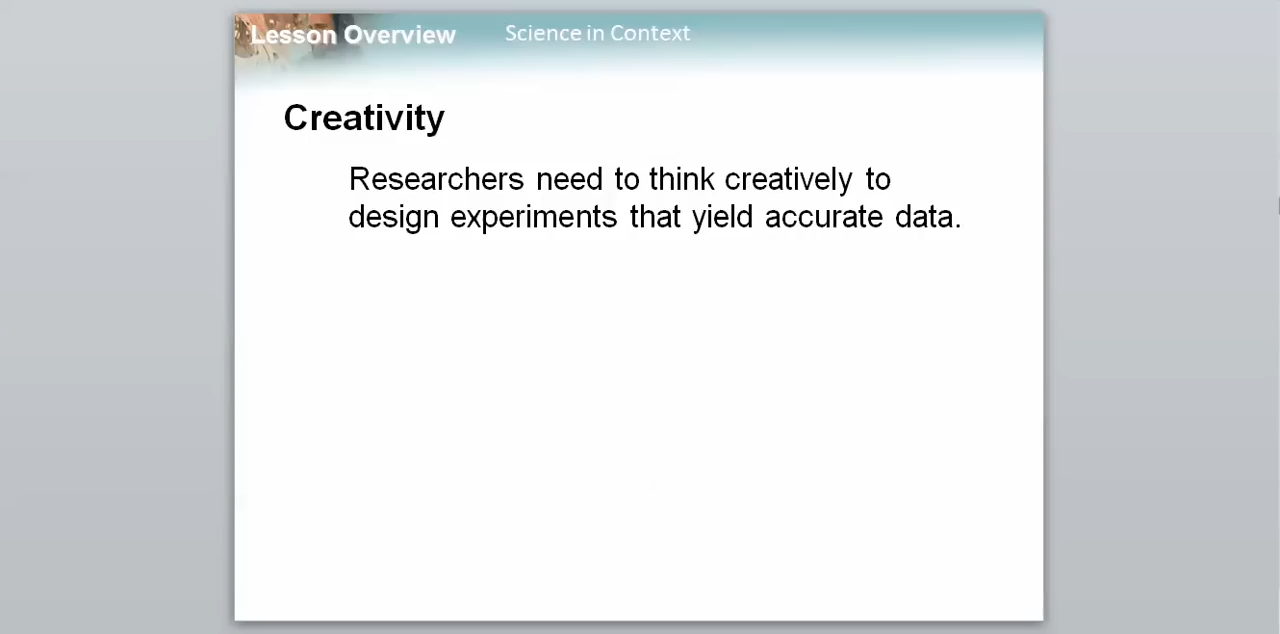 Lesson Overview Science in Context
Creativity
Researchers need to think creatively to
design experiments that yield accurate data.